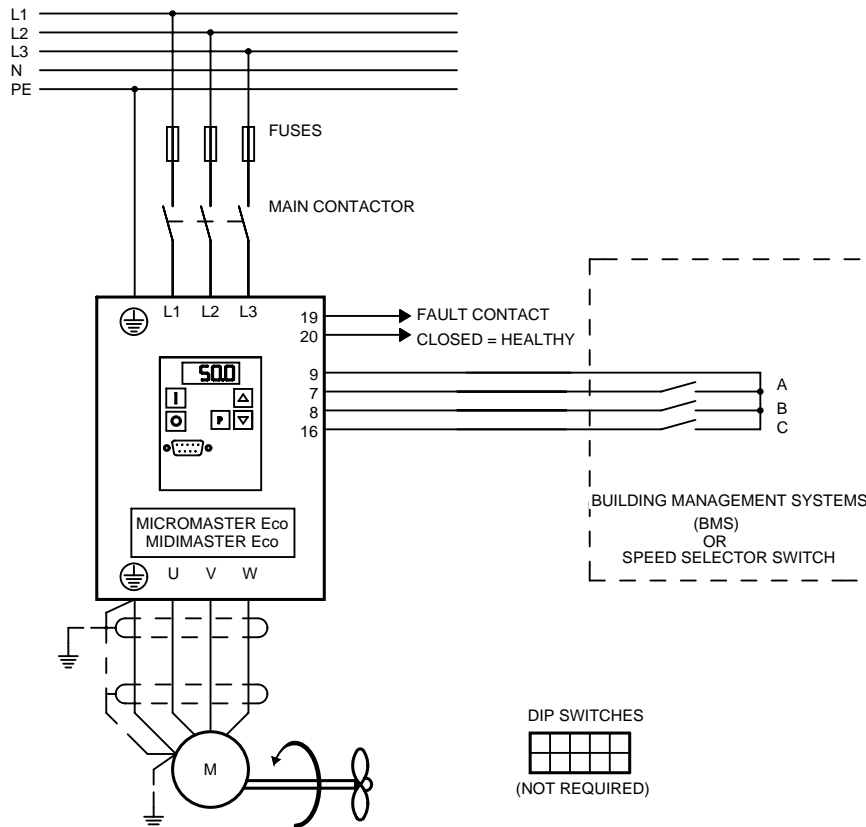 L1
L2
L3
N
PE
FUSES
MAIN CONTACTOR
L1 L2 L3
19 FAULT CONTACT
20 CLOSED = HEALTHY
50.0
9
7 A
8 B
16 C
P
BUILDING MANAGEMENT SYSTEMS
(BMS)
OR
SPEED SELECTOR SWITCH
MICROMASTER Eco
MIDIMASTER Eco
U V W
M
DIP SWITCHES
(NOT REQUIRED)